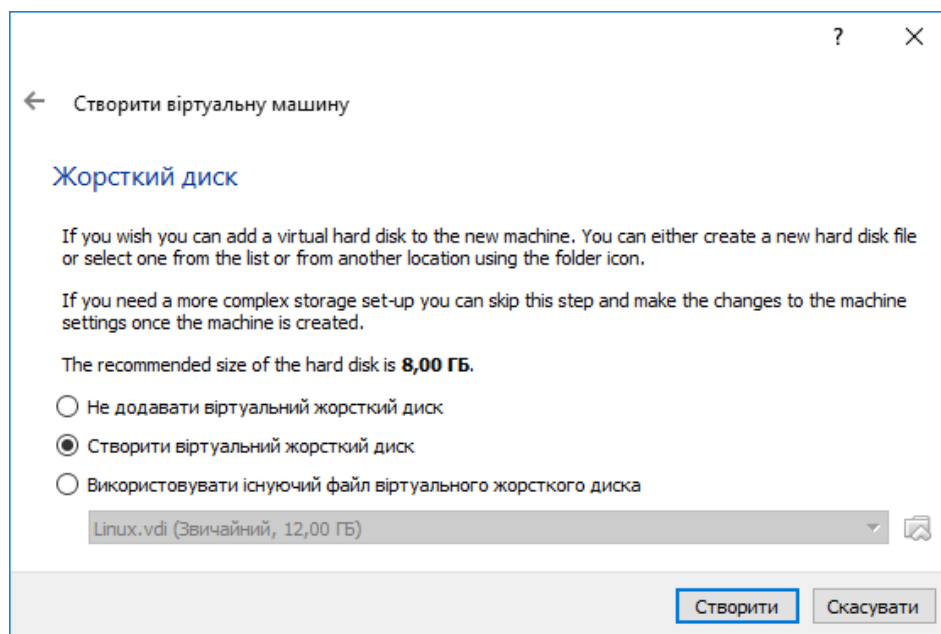 ?
Створити віртуальну машину
Жорсткий диск
If you wish you can add a virtual hard disk to the new machine. You can either create a new hard disk file
or select one from the list or from another location using the folder icon.
If you need a more complex storage set-up you can skip this step and make the changes to the machine
settings once the machine is created.
The recommended size of the hard disk is 8,00 ГБ.
Не додавати віртуальний жорсткий диск
Створити віртуальний жорсткий диск
Використовувати існуючий файл віртуального жорсткого диска
Linux.vdi (Звичайний, 12,00 ГБ)
Створити Скасувати